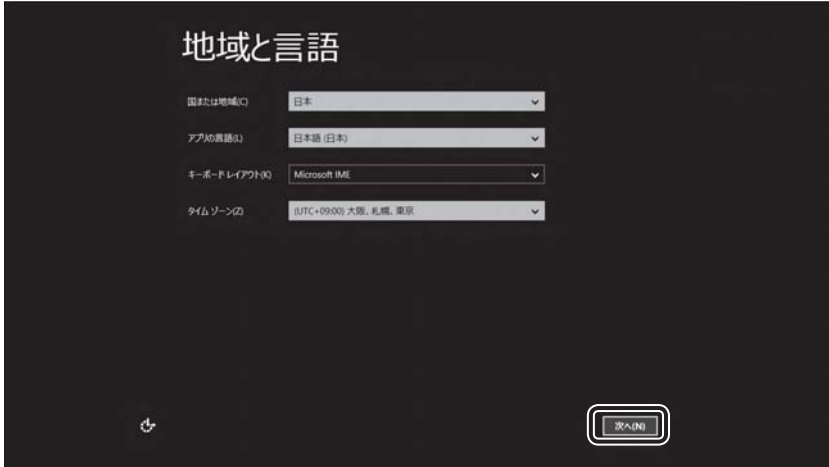 地域と言語
国または地域(C)
日本
アプリの言語(L)
日本語 (日本)
キーボード レイアウト(K)
Microsoft IME
タイム ゾーン(Z)
(UTC+09:00) 大阪、札幌、東京
次へ(N)